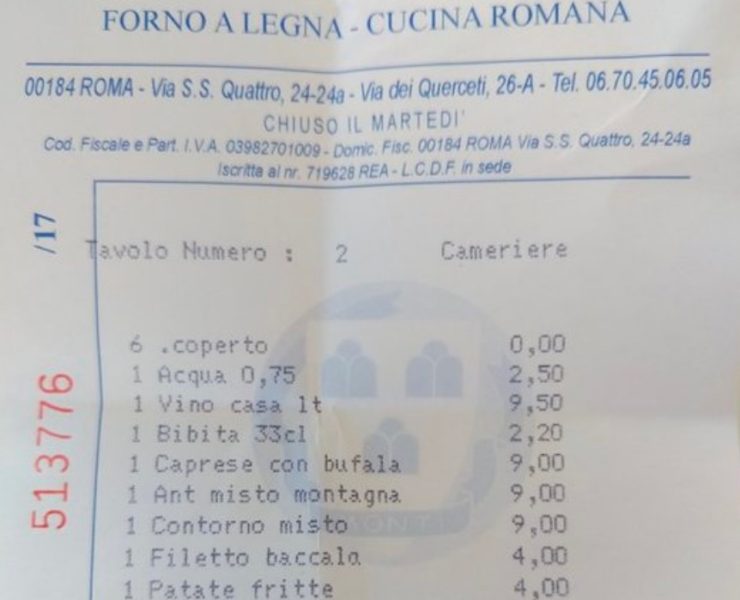 FORNO A LEGNA - CUCINA ROMANA
00184 ROMA - Via S.S. Quattro, 24-24a - Via dei Querceti, 26-A - Tel. 06.70.45.06.05
CHIUSO IL MARTEDI'
Cod. Fiscale e Part. I.V.A. 03982701009 - Domic. Fisc. 00184 ROMA Via S.S. Quattro, 24-24a
Iscritta al nr. 719628 REA - L.C.D.F. in sede
/17
513776
Tavolo Numero : 2 Cameriere
6 .coperto 0,00
1 Acqua 0,75 2,50
1 Vino casa lt 9,50
1 Bibita 33cl 2,20
1 Caprese con bufala 9,00
1 Ant misto montagna 9,00
1 Contorno misto 9,00
1 Filetto baccala 4,00
1 Patate fritte 4,00
MONTI